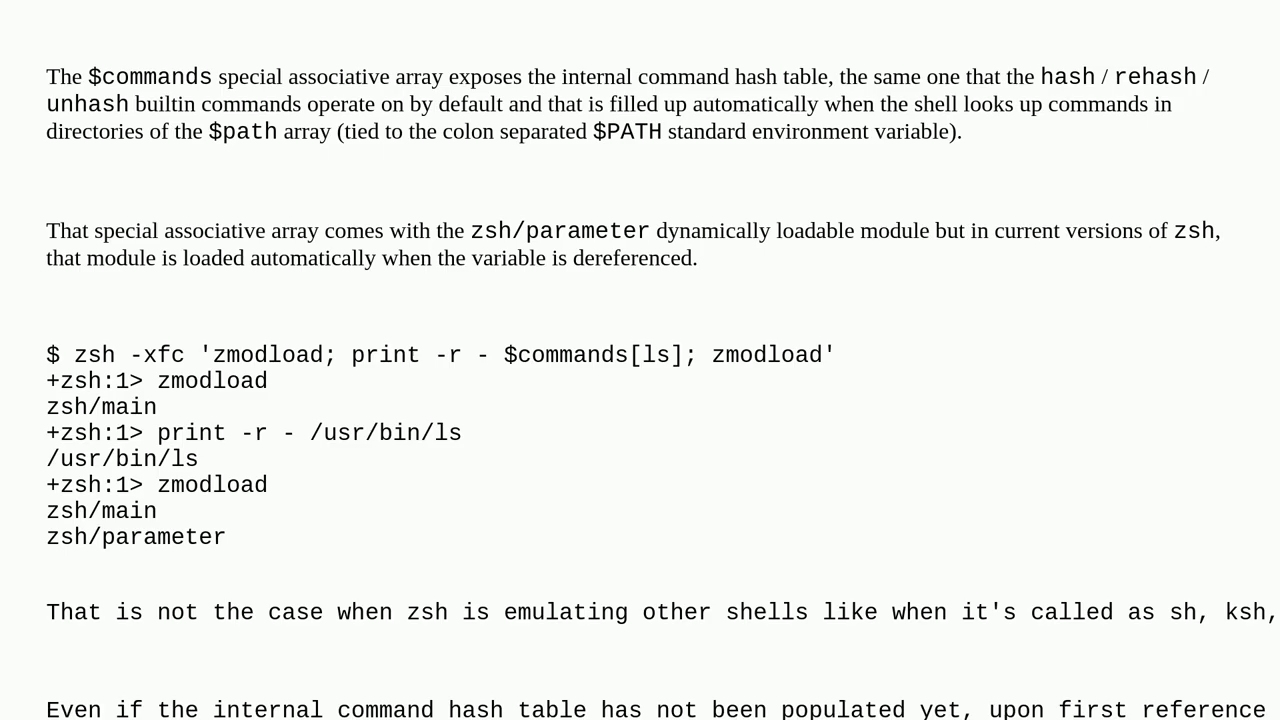 The $commands special associative array exposes the internal command hash table, the same one that the hash / rehash /
unhash builtin commands operate on by default and that is filled up automatically when the shell looks up commands in
directories of the $path array (tied to the colon separated $PATH standard environment variable).
That special associative array comes with the zsh/parameter dynamically loadable module but in current versions of zsh,
that module is loaded automatically when the variable is dereferenced.
$ zsh -xfc 'zmodload; print -r - $commands[ls]; zmodload'
+zsh:1> zmodload
zsh/main
+zsh:1> print -r - /usr/bin/ls
/usr/bin/ls
+zsh:1> zmodload
zsh/main
zsh/parameter
That is not the case when zsh is emulating other shells like when it's called as sh, ksh,
Even if the internal command hash table has not been populated yet, upon first reference